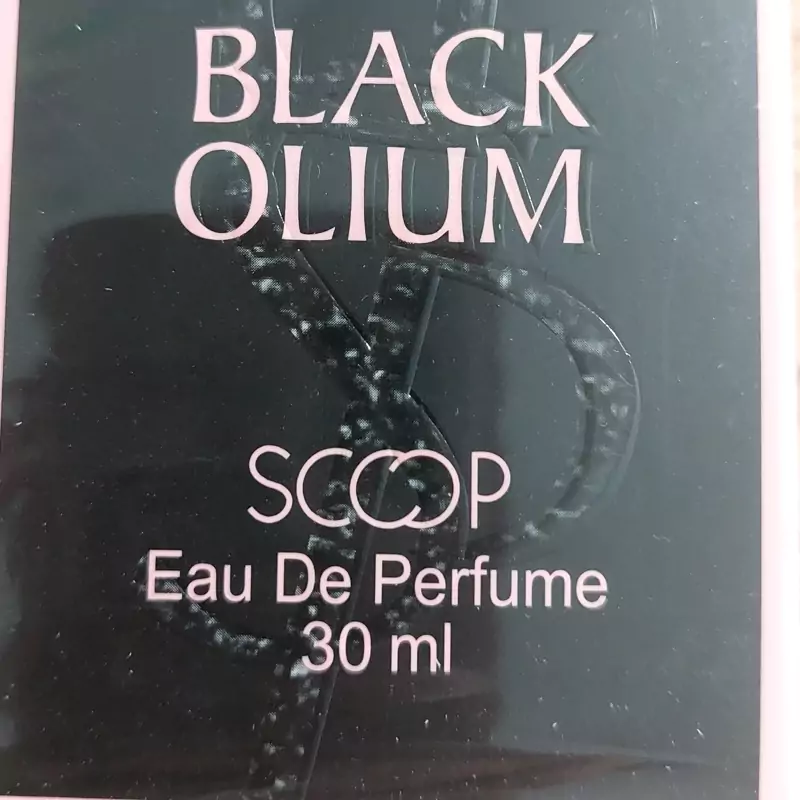 BLACK
OLIUM
SCOOP
Eau De Perfume
30 ml